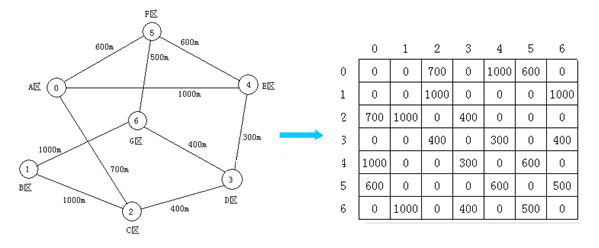 F区
5
600m
600m
500m
A区
0
4
E区
1000m
6
G区
1000m
400m
300m
700m
1
B区
3
D区
1000m
400m
2
C区
0 1 2 3 4 5 6
0 0 0 700 0 1000 600 0
1 0 0 1000 0 0 0 1000
2 700 1000 0 400 0 0 0
3 0 0 400 0 300 0 400
4 1000 0 0 300 0 600 0
5 600 0 0 0 600 0 500
6 0 1000 0 400 0 500 0